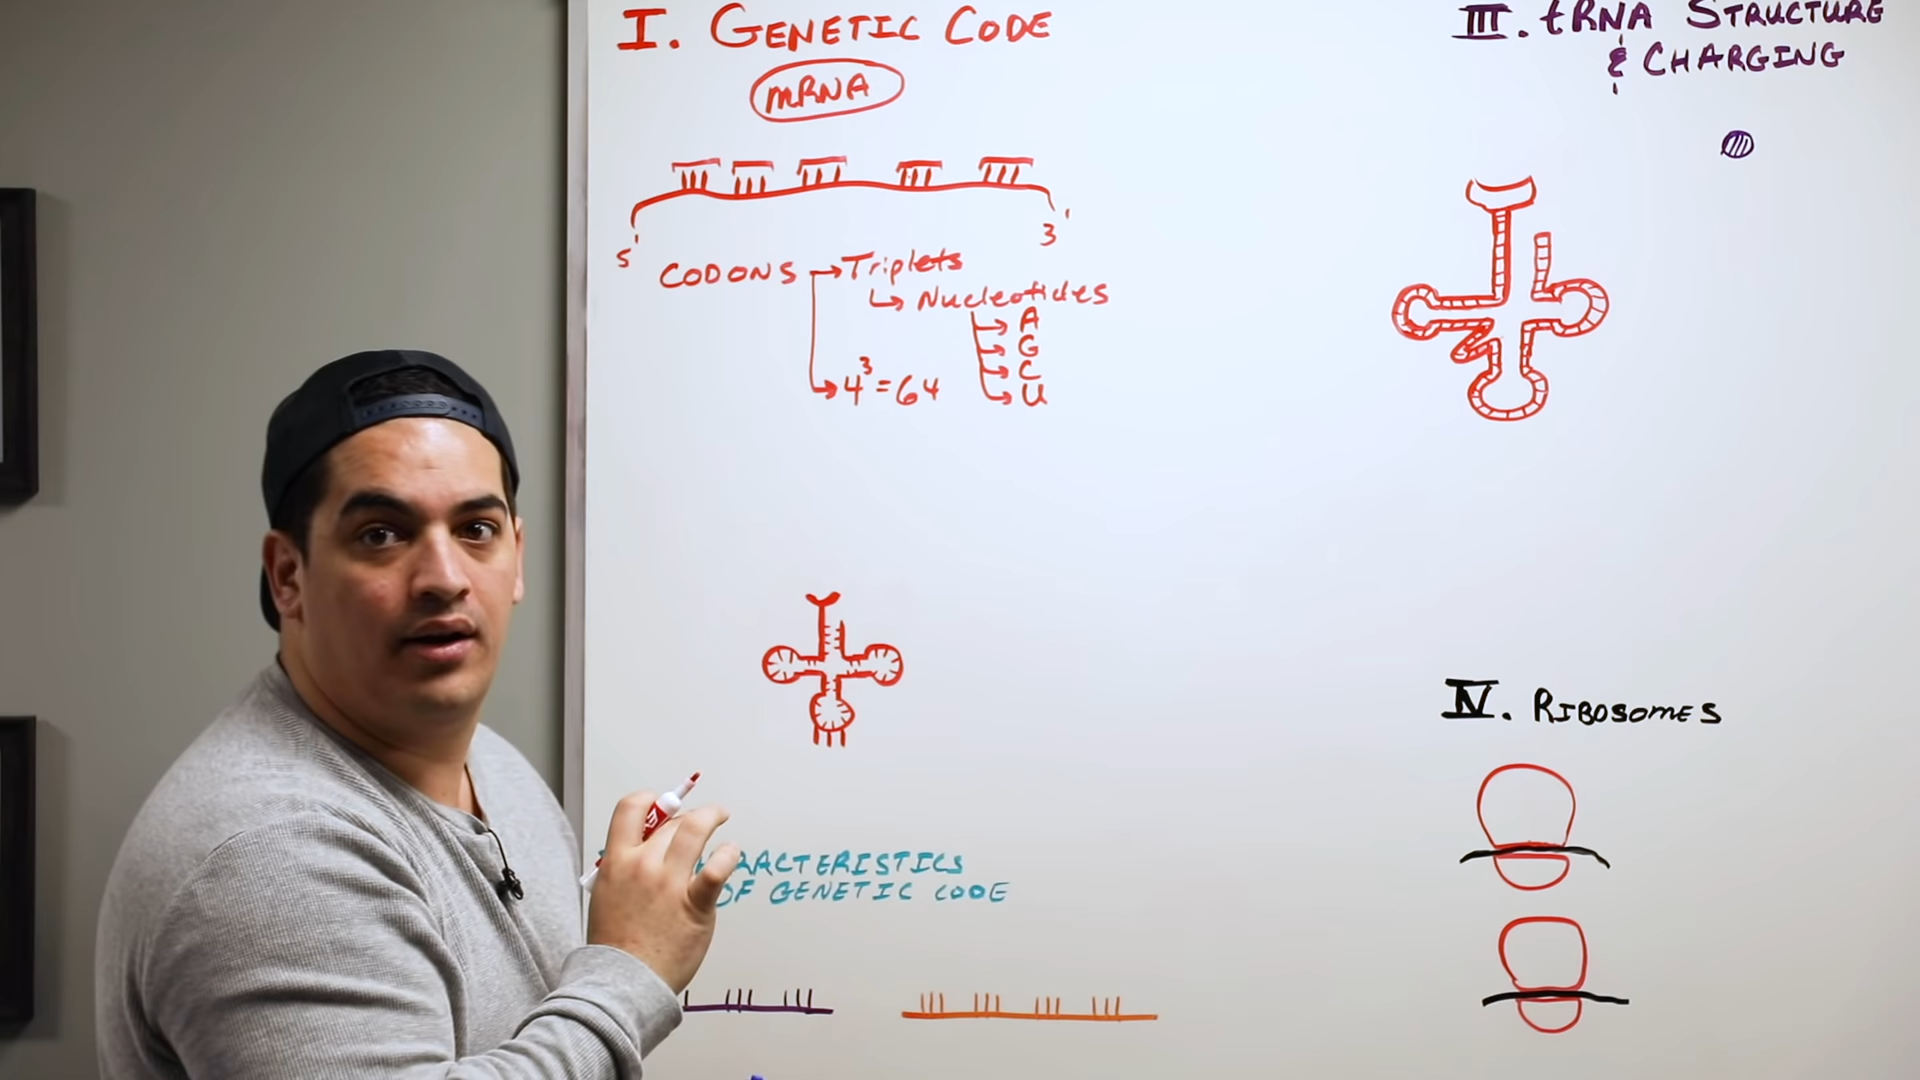 I. GENETIC CODE
mRNA
5'
3'
CODONS → Triplets
↳ Nucleotides
→ A
→ G
→ C
→ U
→ 4³ = 64
OF GENETIC CODE
III. tRNA STRUCTURE
& CHARGING
IV. RIBOSOMES